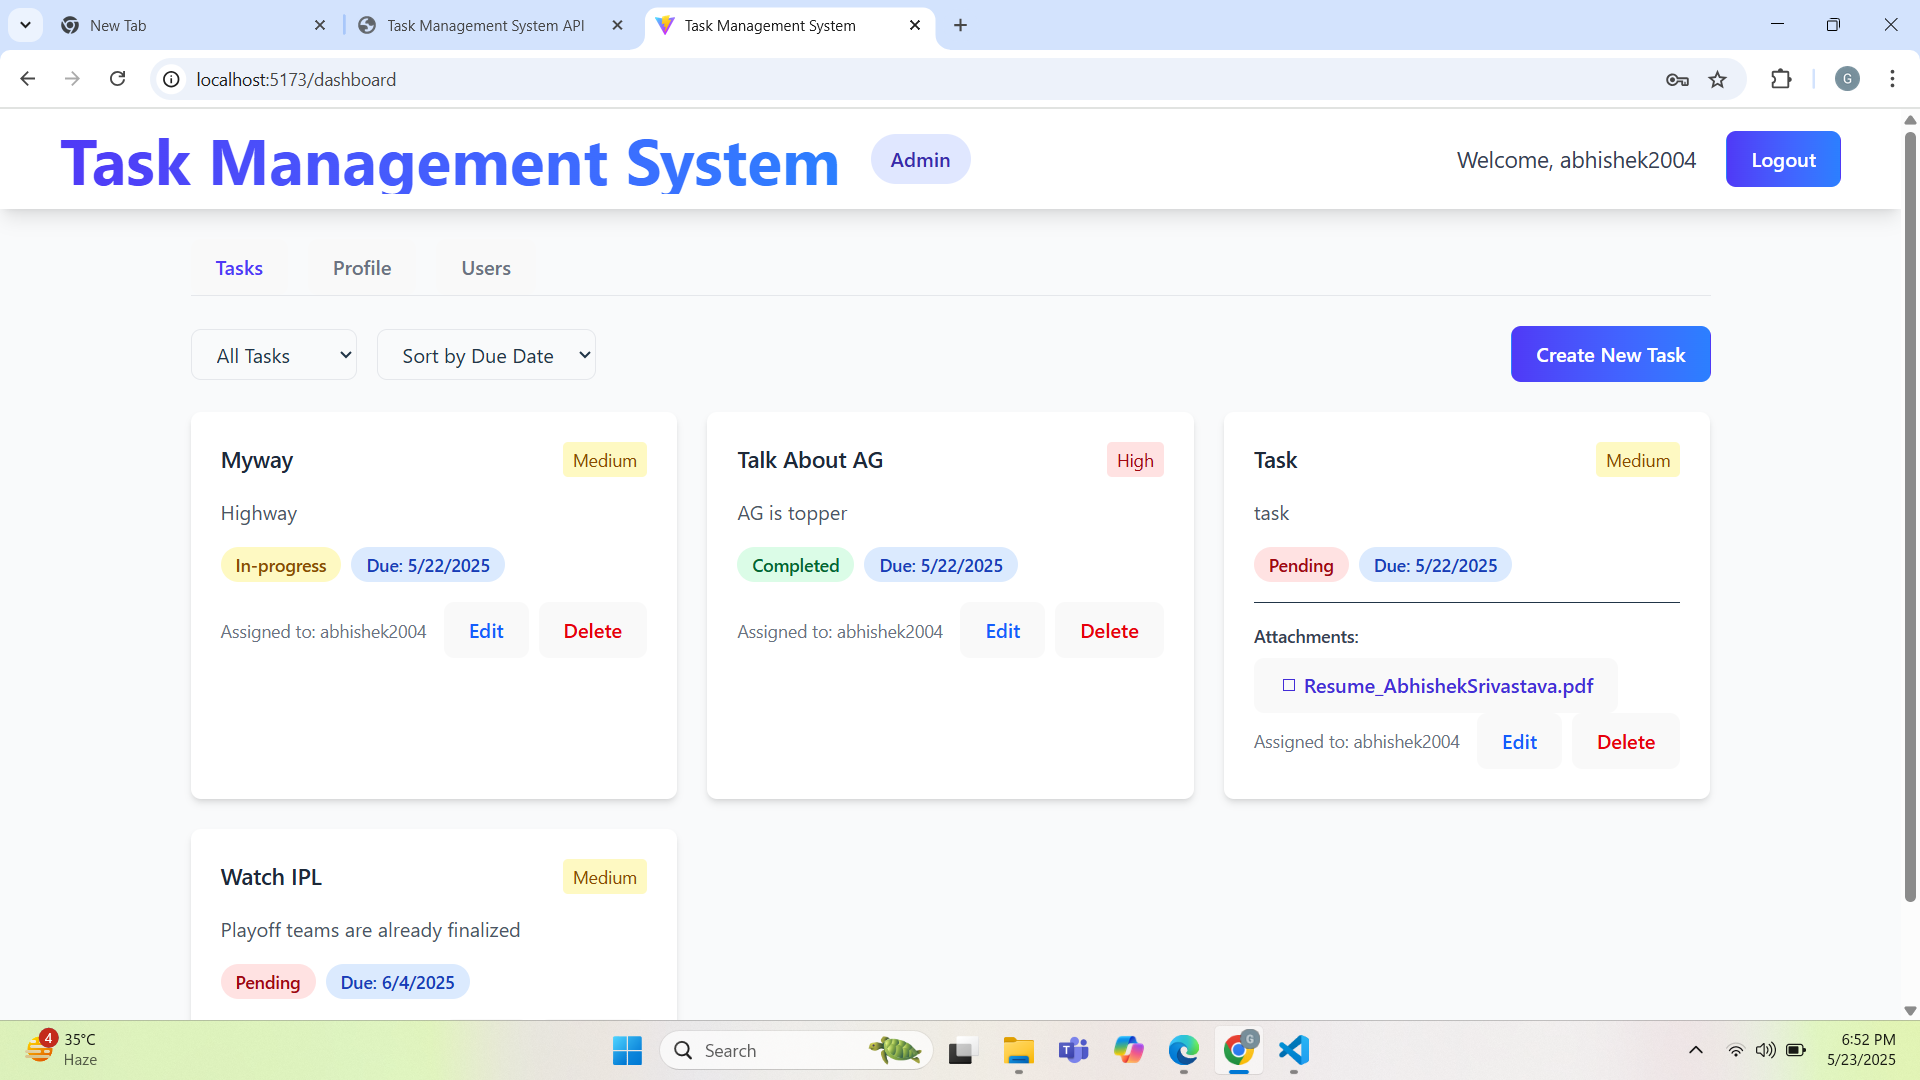 New Tab
Task Management System API
Task Management System
localhost:5173/dashboard
G
Task Management System
Admin
Welcome, abhishek2004
Logout
Tasks
Profile
Users
All Tasks
Sort by Due Date
Create New Task
Myway
Medium
Highway
In-progress
Due: 5/22/2025
Assigned to: abhishek2004
Edit
Delete
Talk About AG
High
AG is topper
Completed
Due: 5/22/2025
Assigned to: abhishek2004
Edit
Delete
Task
Medium
task
Pending
Due: 5/22/2025
Attachments:
Resume_AbhishekSrivastava.pdf
Assigned to: abhishek2004
Edit
Delete
Watch IPL
Medium
Playoff teams are already finalized
Pending
Due: 6/4/2025
4
35°C
Haze
Search
G
6:52 PM
5/23/2025